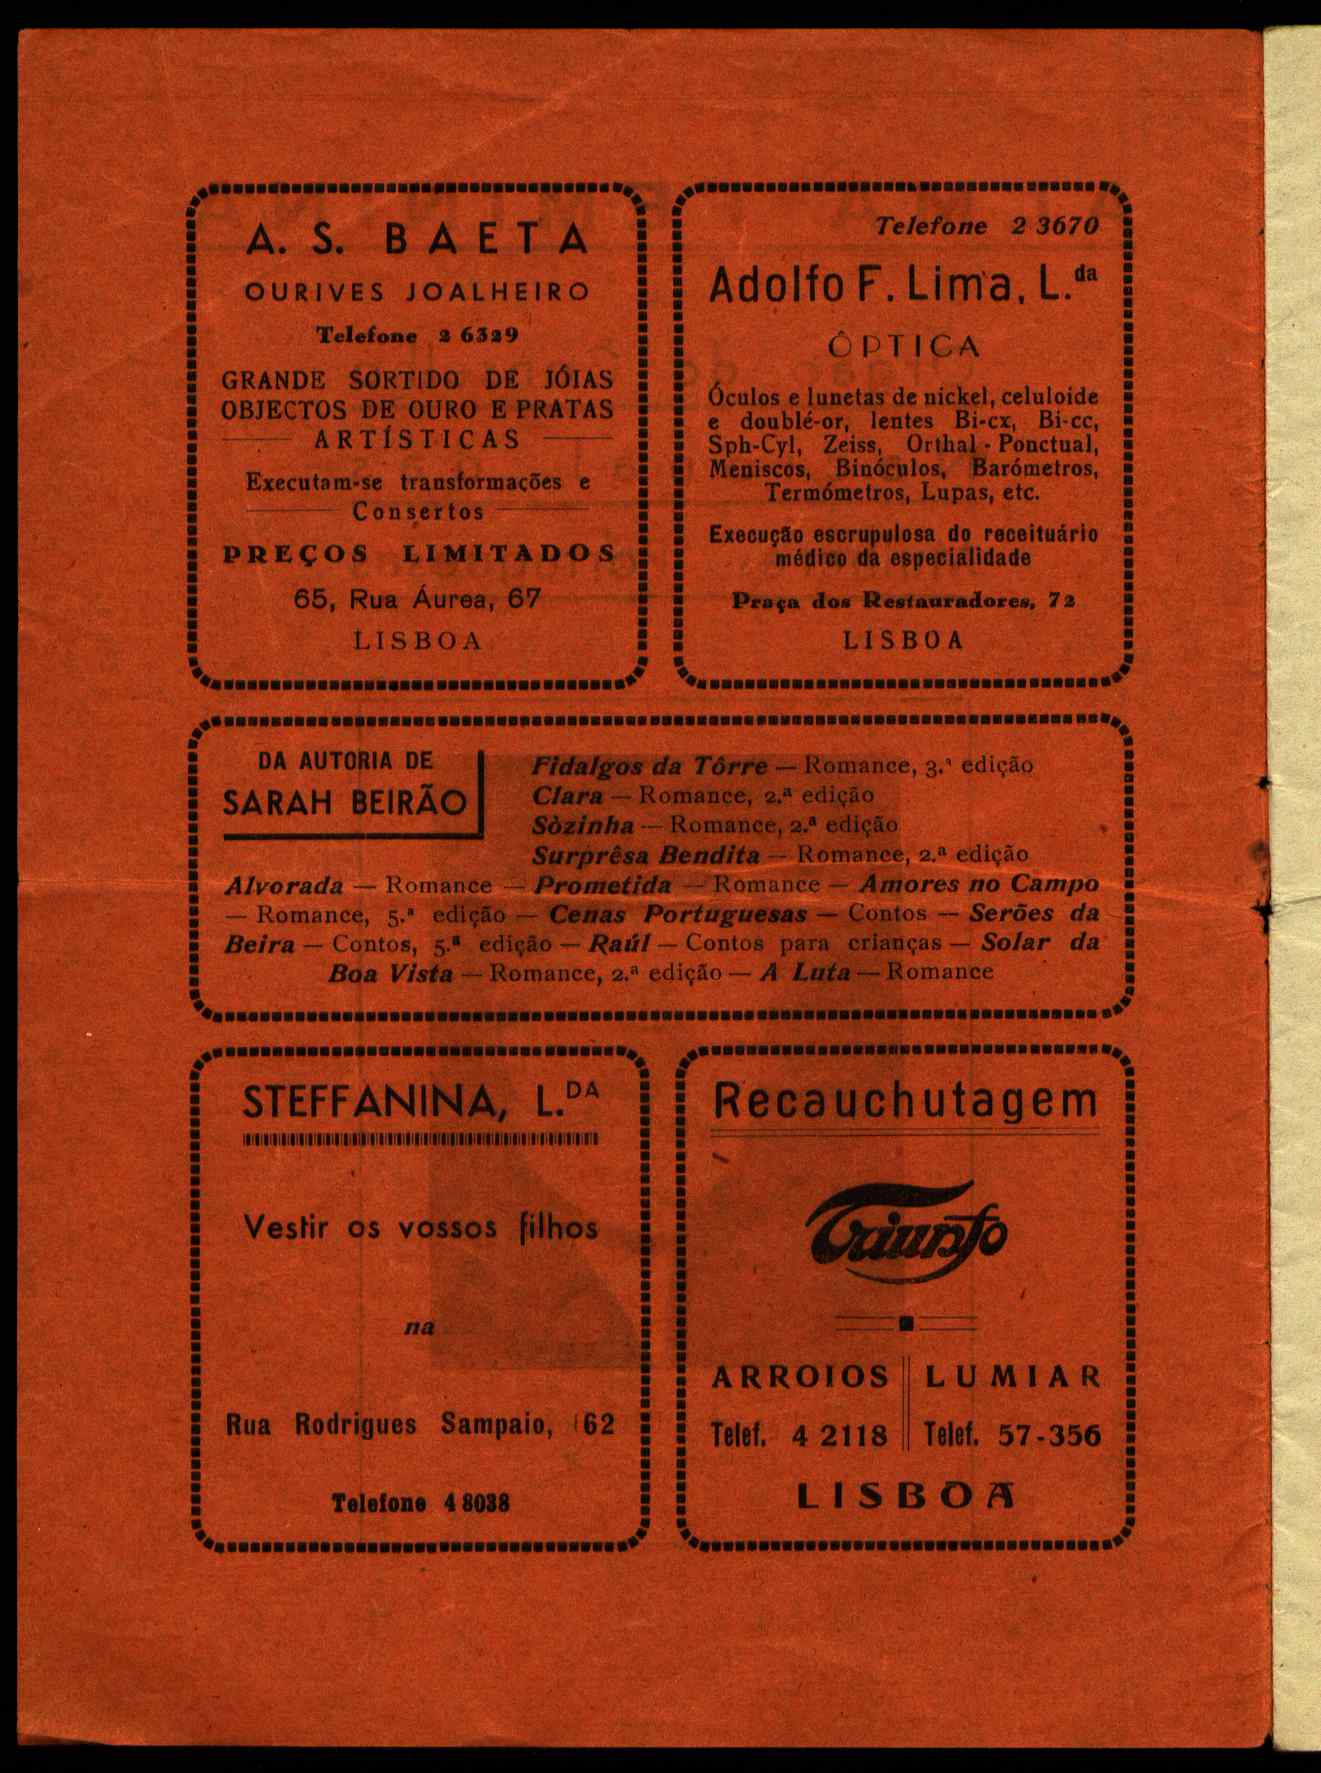 A. S. BAETA
OURIVES JOALHEIRO
Telefone 2 6329
GRANDE SORTIDO DE JÓIAS
OBJECTOS DE OURO E PRATAS
ARTÍSTICAS
Executam-se transformações e
Consertos
PREÇOS LIMITADOS
65, Rua Áurea, 67
LISBOA
Telefone 2 3670
Adolfo F. Lima, L.da
ÓPTICA
Óculos e lunetas de nickel, celuloide
e doublé-or, lentes Bi-cx, Bi-cc,
Sph-Cyl, Zeiss, Orthal - Ponctual,
Meniscos, Binóculos, Barómetros,
Termómetros, Lupas, etc.
Execução escrupulosa do receituário
médico da especialidade
Praça dos Restauradores, 72
LISBOA
DA AUTORIA DE
SARAH BEIRÃO
Fidalgos da Tôrre — Romance, 3.ª edição
Clara — Romance, 2.ª edição
Sòzinha — Romance, 2.ª edição
Surprêsa Bendita — Romance, 2.ª edição
Alvorada — Romance — Prometida — Romance — Amores no Campo
— Romance, 5.ª edição — Cenas Portuguesas — Contos — Serões da
Beira — Contos, 5.ª edição — Raúl — Contos para crianças — Solar da
Boa Vista — Romance, 2.ª edição — A Luta — Romance
STEFFANINA, L.DA
Vestir os vossos filhos
na
Rua Rodrigues Sampaio, 162
Telefone 4 8038
Recauchutagem
Triunfo
ARROIOS LUMIAR
Telef. 4 2118 Telef. 57-356
LISBOA